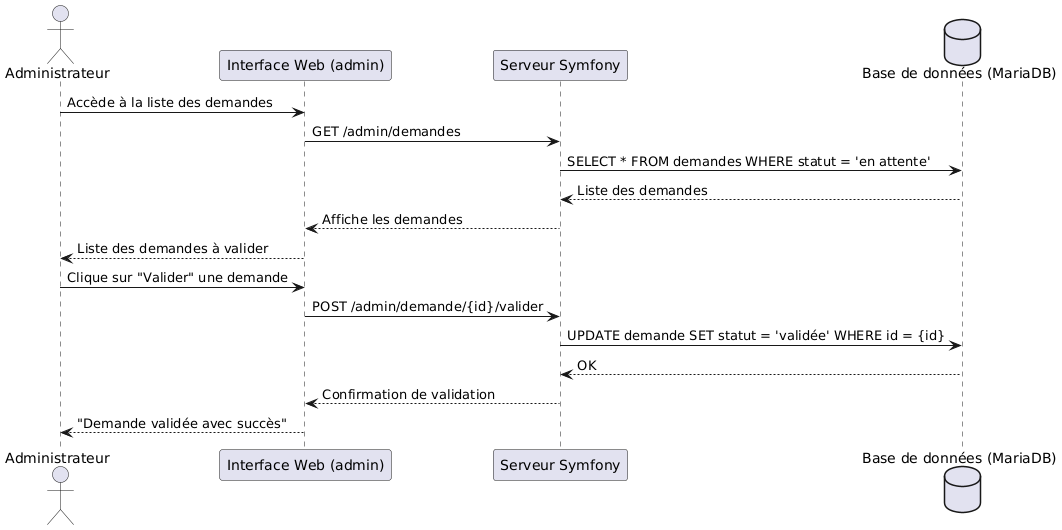 Administrateur
Interface Web (admin)
Serveur Symfony
Base de données (MariaDB)
Accède à la liste des demandes
GET /admin/demandes
SELECT * FROM demandes WHERE statut = 'en attente'
Liste des demandes
Affiche les demandes
Liste des demandes à valider
Clique sur "Valider" une demande
POST /admin/demande/{id}/valider
UPDATE demande SET statut = 'validée' WHERE id = {id}
OK
Confirmation de validation
"Demande validée avec succès"
Administrateur
Interface Web (admin)
Serveur Symfony
Base de données (MariaDB)